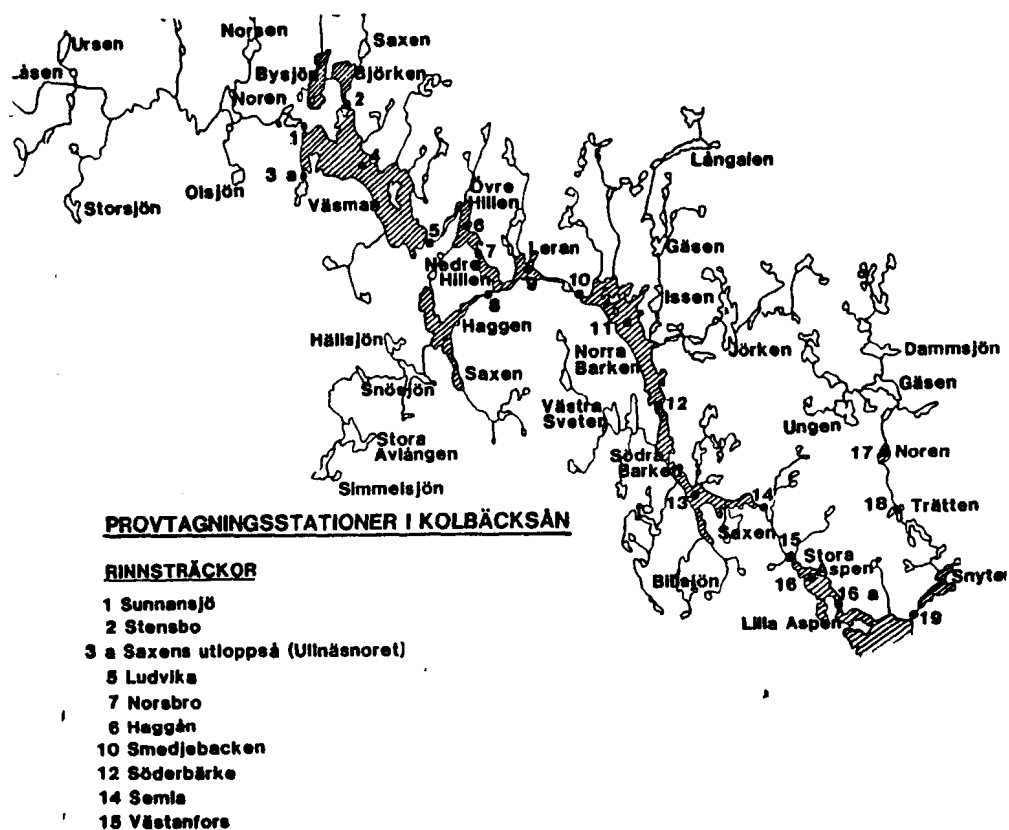 Norsen
Saxen
Ursen
åsen
Bysjön
Björken
Noren
2
1
4
3 a
Långalen
Olsjön
Övre
Hillen
Storsjön
Väsman
5
6
7
Leran
Gäsen
Nedre
Hillen
9
10
8
Issen
11
Haggen
Hällsjön
Norra
Barken
Jörken
Dammsjön
Saxen
Snösjön
Gäsen
Västra
Sveten
12
Ungen
Stora
Avlången
Södra
Barken
17
Noren
Simmelsjön
13
14
18
Trätten
PROVTAGNINGSSTATIONER I KOLBÄCKSÅN
Saxen
15
Stora
Aspen
RINNSTRÄCKOR
Billsjön
16
16 a
Snyte
1 Sunnansjö
Lilla Aspen
19
2 Stensbo
3 a Saxens utloppså (Ullnäsnoret)
5 Ludvika
7 Norsbro
6 Haggån
10 Smedjebacken
12 Söderbärke
14 Semla
15 Västanfors